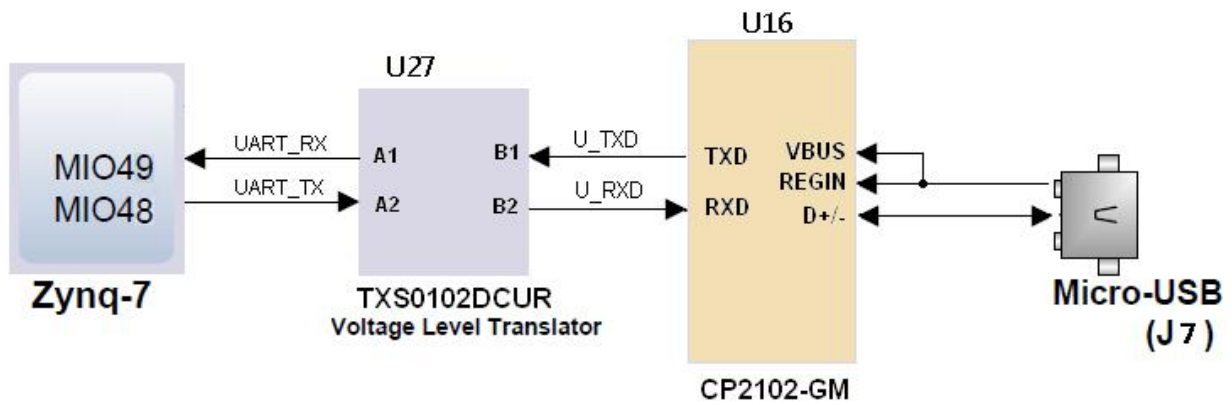 U16
U27
UART_RX
A1
B1
U_TXD
TXD
VBUS
MIO49
REGIN
UART_TX
MIO48
A2
B2
U_RXD
RXD
D+/-
Zynq-7
TXS0102DCUR
Voltage Level Translator
Micro-USB
(J7)
CP2102-GM